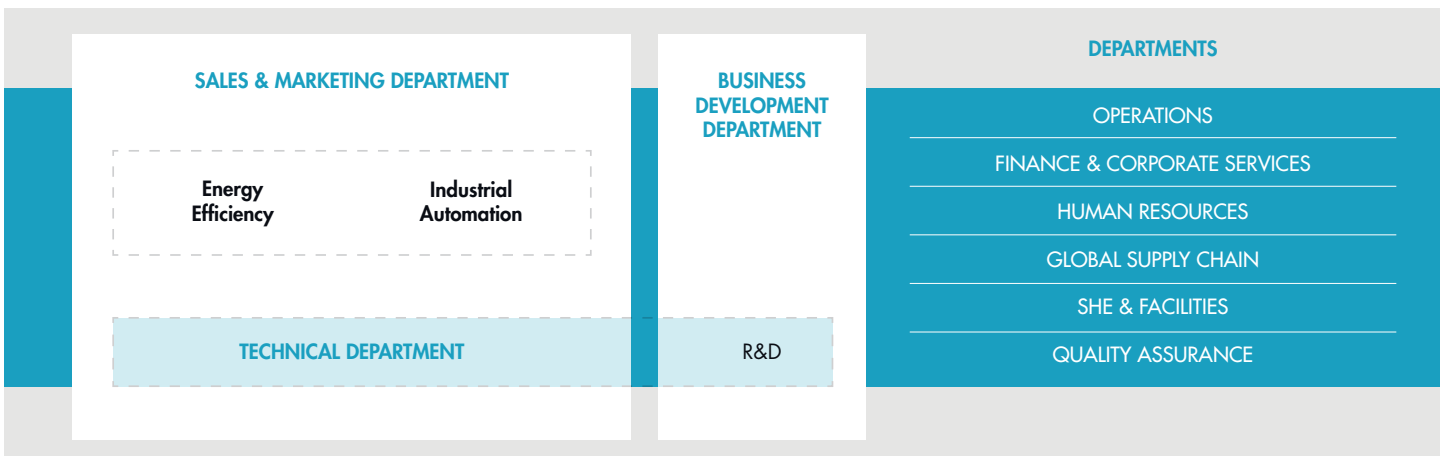 SALES & MARKETING DEPARTMENT
Energy
Efficiency
Industrial
Automation
TECHNICAL DEPARTMENT
BUSINESS
DEVELOPMENT
DEPARTMENT
R&D
DEPARTMENTS
OPERATIONS
FINANCE & CORPORATE SERVICES
HUMAN RESOURCES
GLOBAL SUPPLY CHAIN
SHE & FACILITIES
QUALITY ASSURANCE